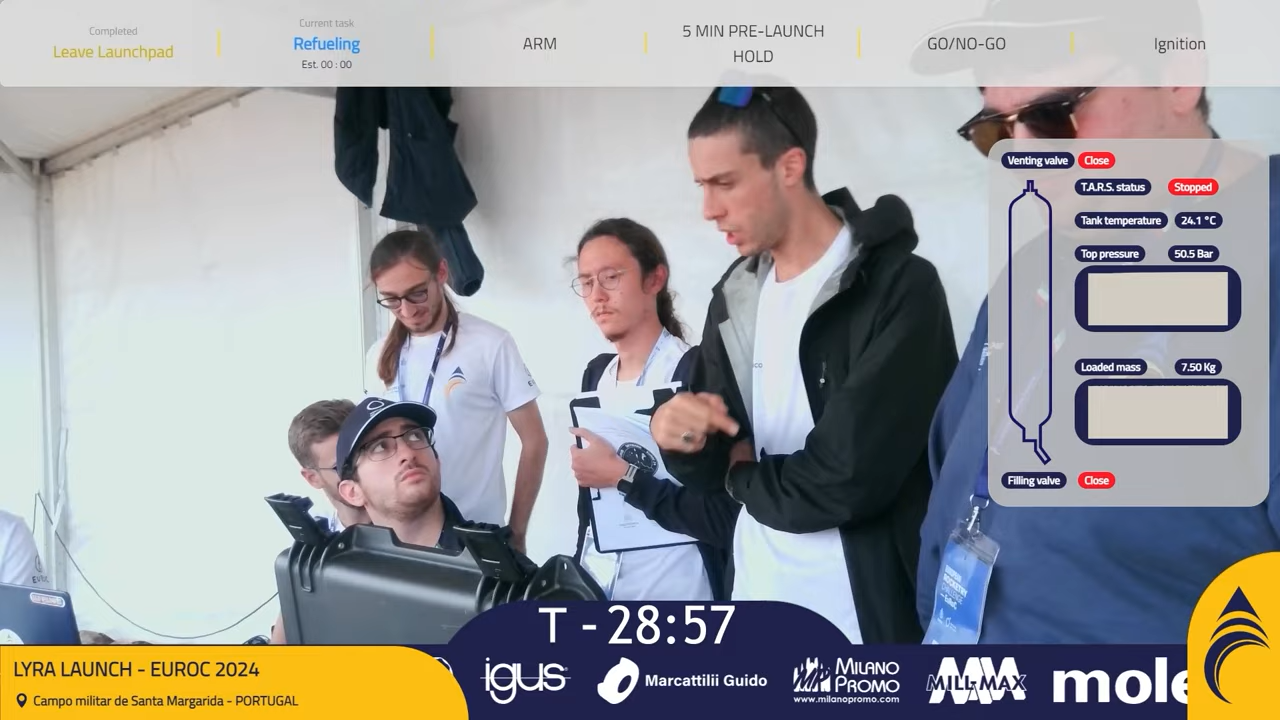 Completed
Leave Launchpad
Current task
Refueling
Est. 00 : 00
ARM
5 MIN PRE-LAUNCH
HOLD
GO/NO-GO
Ignition
Venting valve Close
T.A.R.S. status Stopped
Tank temperature 24.1 °C
Top pressure 50.5 Bar
Loaded mass 7.50 Kg
Filling valve Close
EUROPEAN
ROCKETRY
CHALLENGE
T - 28:57
LYRA LAUNCH - EUROC 2024
Campo militar de Santa Margarida - PORTUGAL
igus
Marcattilii Guido
MILANO
PROMO
www.milanopromo.com
MILL-MAX
mole